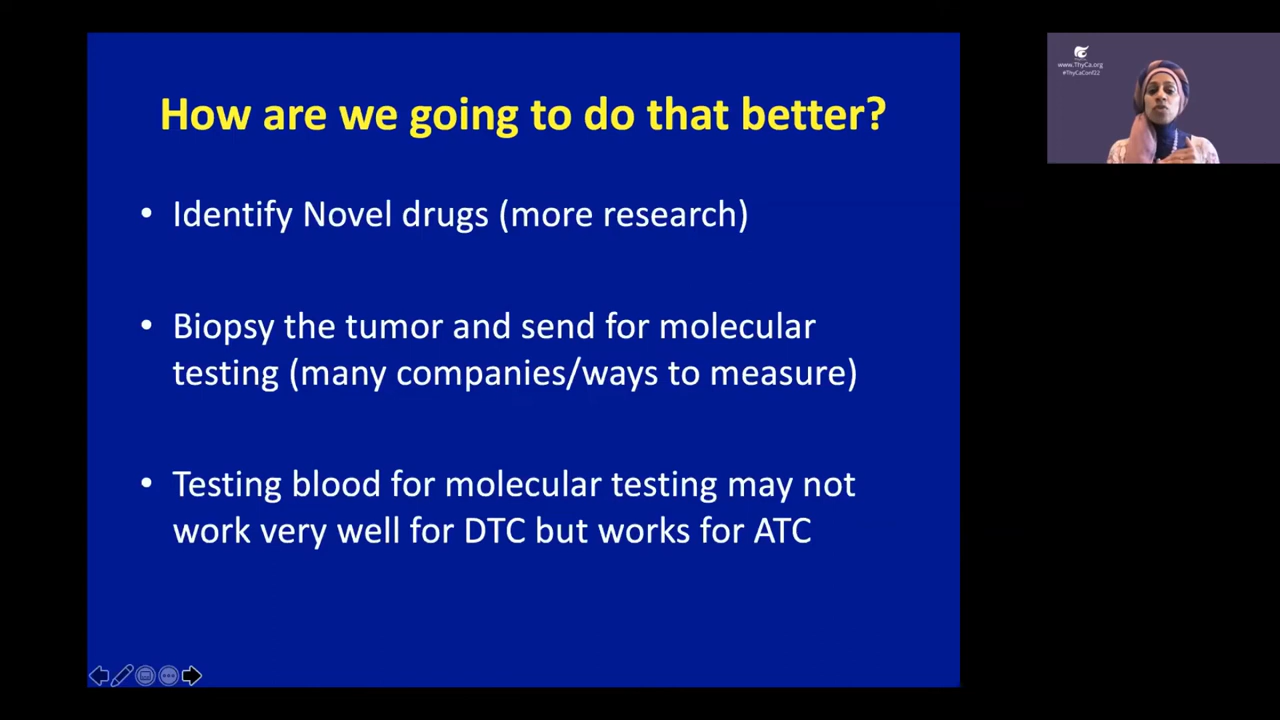 How are we going to do that better?
• Identify Novel drugs (more research)
• Biopsy the tumor and send for molecular
testing (many companies/ways to measure)
• Testing blood for molecular testing may not
work very well for DTC but works for ATC
www.ThyCa.org
#ThyCaConf22